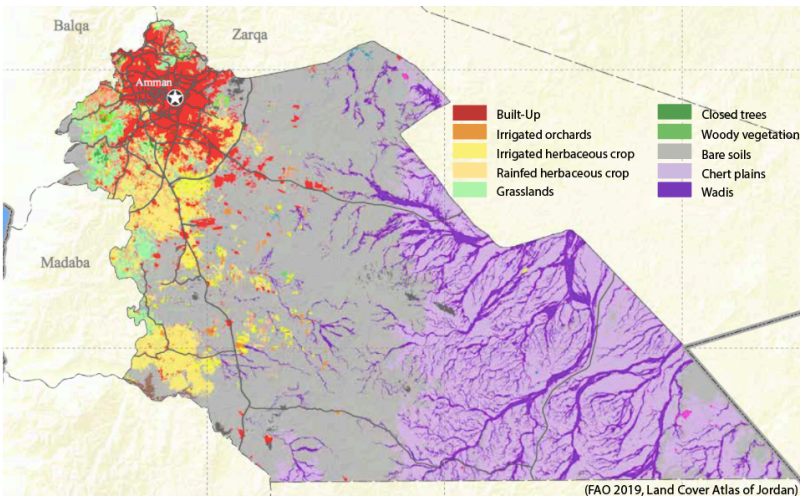 Balqa
Zarqa
Amman
Madaba
Built-Up
Irrigated orchards
Irrigated herbaceous crop
Rainfed herbaceous crop
Grasslands
Closed trees
Woody vegetation
Bare soils
Chert plains
Wadis
(FAO 2019, Land Cover Atlas of Jordan)